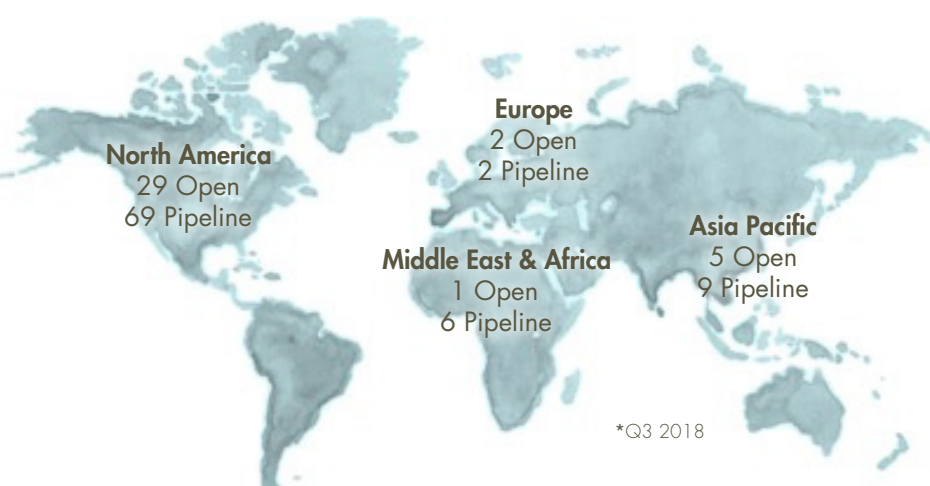 North America
29 Open
69 Pipeline
Europe
2 Open
2 Pipeline
Middle East & Africa
1 Open
6 Pipeline
Asia Pacific
5 Open
9 Pipeline
*Q3 2018